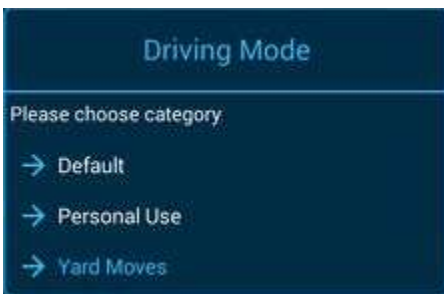 Driving Mode
Please choose category
Default
Personal Use
Yard Moves